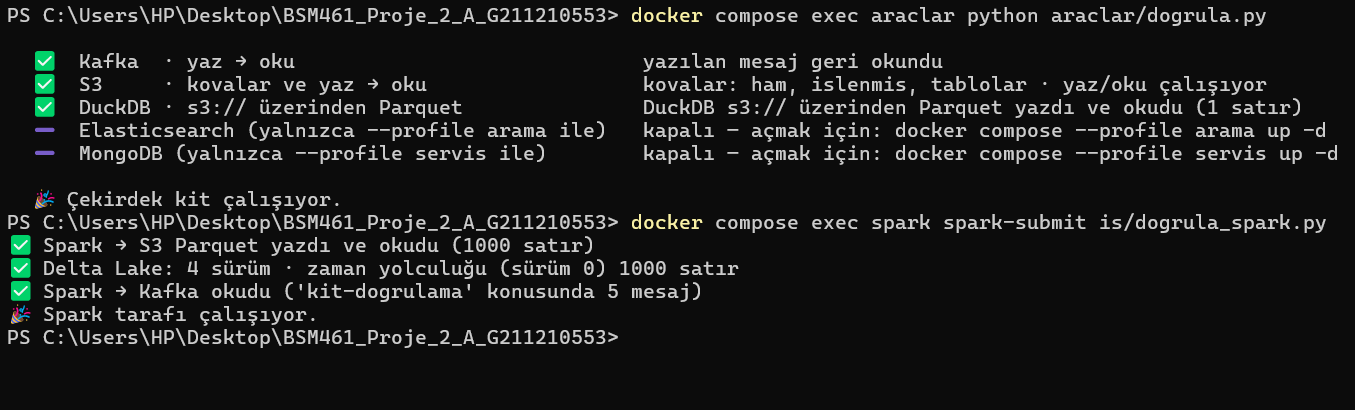 PS C:\Users\HP\Desktop\BSM461_Proje_2_A_G211210553> docker compose exec araclar python araclar/dogrula.py
✅ Kafka · yaz → oku yazılan mesaj geri okundu
✅ S3 · kovalar ve yaz → oku kovalar: ham, islenmis, tablolar · yaz/oku çalışıyor
✅ DuckDB · s3:// üzerinden Parquet DuckDB s3:// üzerinden Parquet yazdı ve okudu (1 satır)
➖ Elasticsearch (yalnızca --profile arama ile) kapalı — açmak için: docker compose --profile arama up -d
➖ MongoDB (yalnızca --profile servis ile) kapalı — açmak için: docker compose --profile servis up -d
🎉 Çekirdek kit çalışıyor.
PS C:\Users\HP\Desktop\BSM461_Proje_2_A_G211210553> docker compose exec spark spark-submit is/dogrula_spark.py
✅ Spark → S3 Parquet yazdı ve okudu (1000 satır)
✅ Delta Lake: 4 sürüm · zaman yolculuğu (sürüm 0) 1000 satır
✅ Spark → Kafka okudu ('kit-dogrulama' konusunda 5 mesaj)
🎉 Spark tarafı çalışıyor.
PS C:\Users\HP\Desktop\BSM461_Proje_2_A_G211210553>